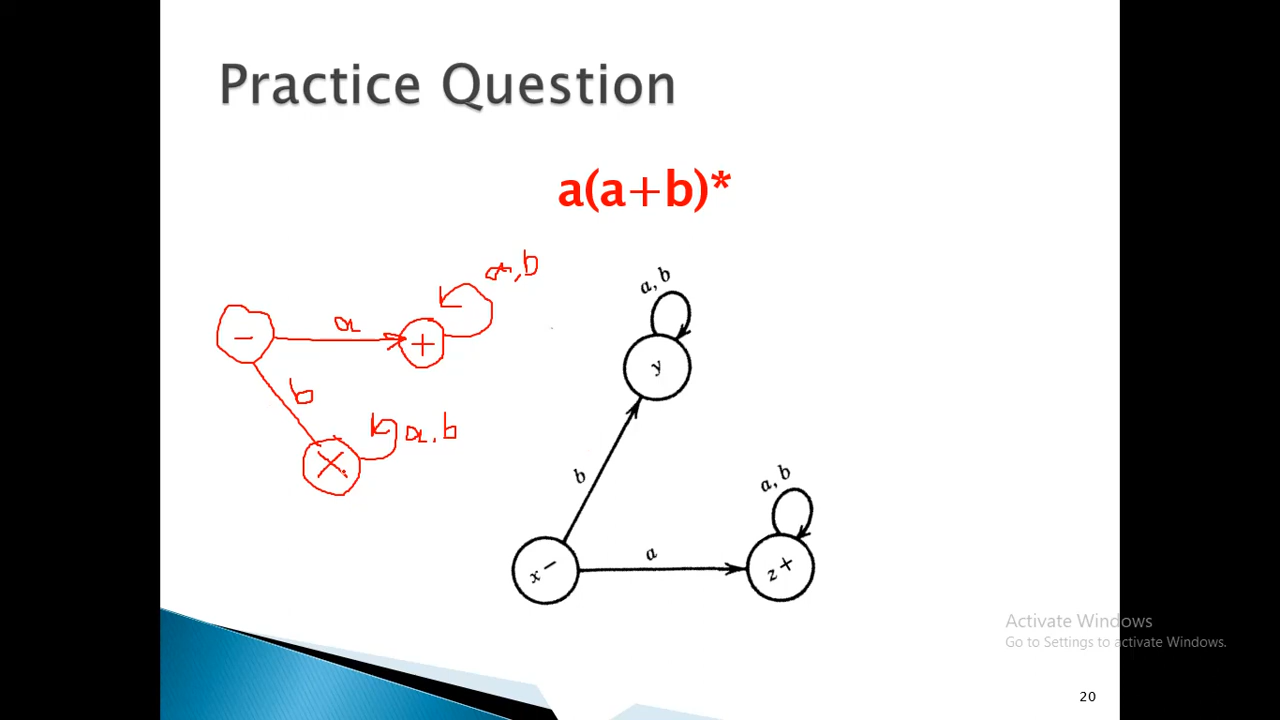 Practice Question
a(a+b)*
a, b
a
-
+
b
a, b
×
a, b
y
b
a, b
a
x -
z +
Activate Windows
Go to Settings to activate Windows.
20